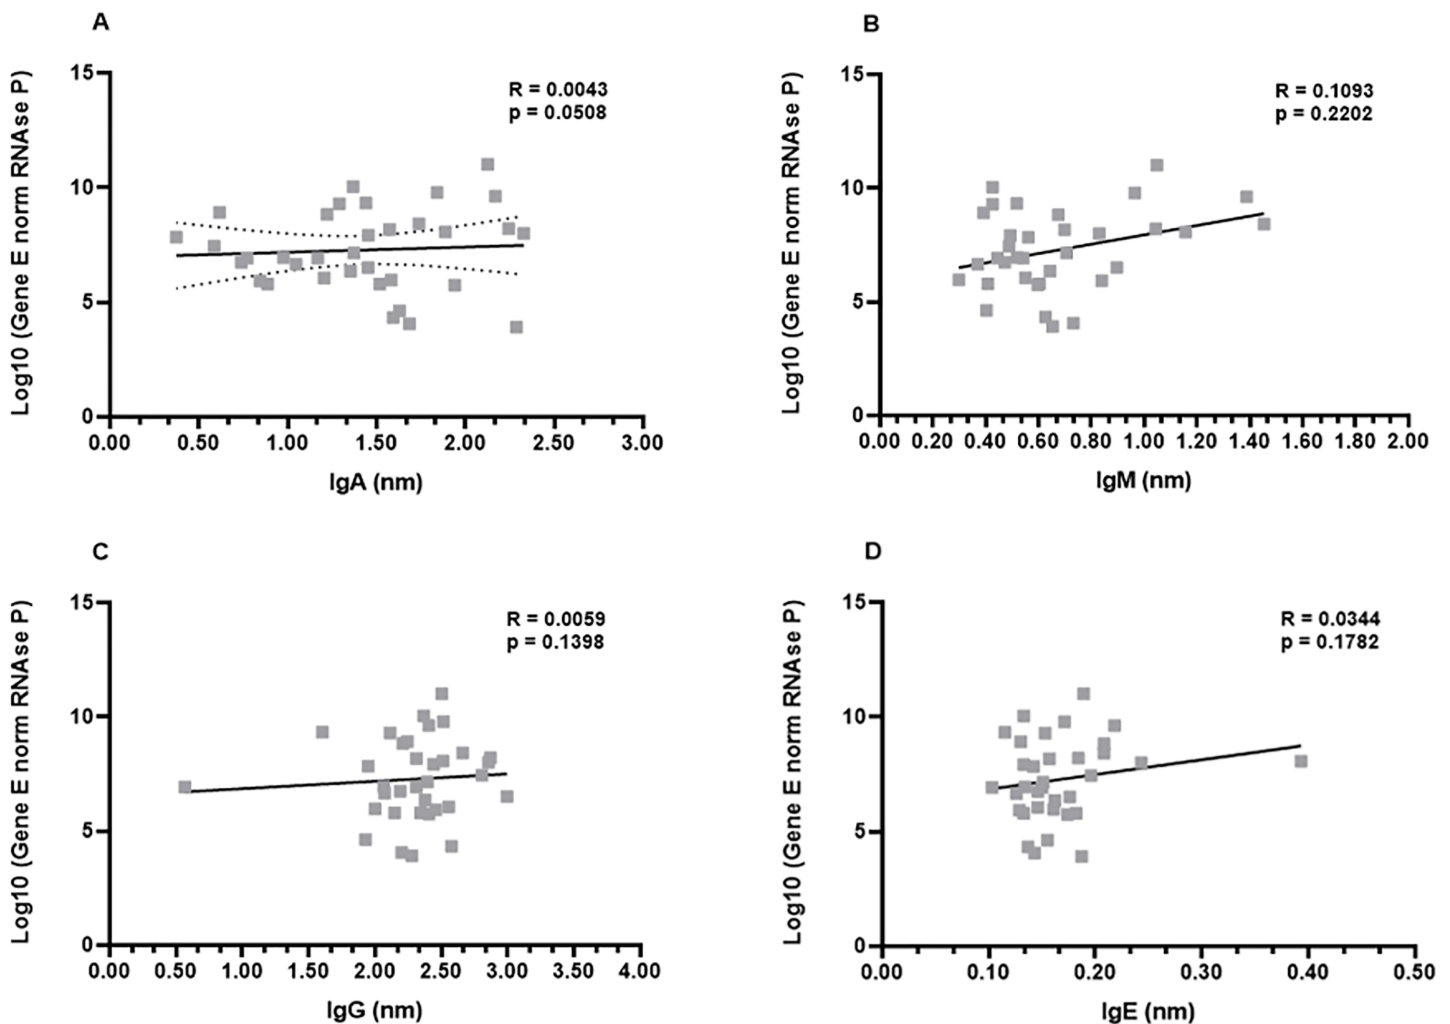 A
Log10 (Gene E norm RNAse P)
15
10
5
0
R = 0.0043
p = 0.0508
0.00 0.50 1.00 1.50 2.00 2.50 3.00
IgA (nm)
B
Log10 (Gene E norm RNAse P)
15
10
5
0
R = 0.1093
p = 0.2202
0.00 0.20 0.40 0.60 0.80 1.00 1.20 1.40 1.60 1.80 2.00
IgM (nm)
C
Log10 (Gene E norm RNAse P)
15
10
5
0
R = 0.0059
p = 0.1398
0.00 0.50 1.00 1.50 2.00 2.50 3.00 3.50 4.00
IgG (nm)
D
Log10 (Gene E norm RNAse P)
15
10
5
0
R = 0.0344
p = 0.1782
0.00 0.10 0.20 0.30 0.40 0.50
IgE (nm)